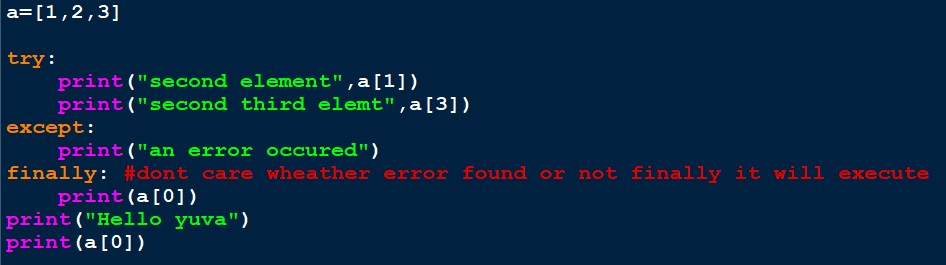 a=[1,2,3]
try:
    print("second element",a[1])
    print("second third elemt",a[3])
except:
    print("an error occured")
finally: #dont care wheather error found or not finally it will execute
    print(a[0])
print("Hello yuva")
print(a[0])